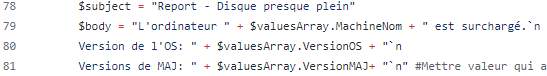 78 $subject = "Report - Disque presque plein"
79 $body = "L'ordinateur " + $valuesArray.MachineNom + " est surchargé.`n
80 Version de l'OS: " + $valuesArray.VersionOS + "`n
81 Versions de MAJ: " + $valuesArray.VersionMAJ+ "`n" #Mettre valeur qui a